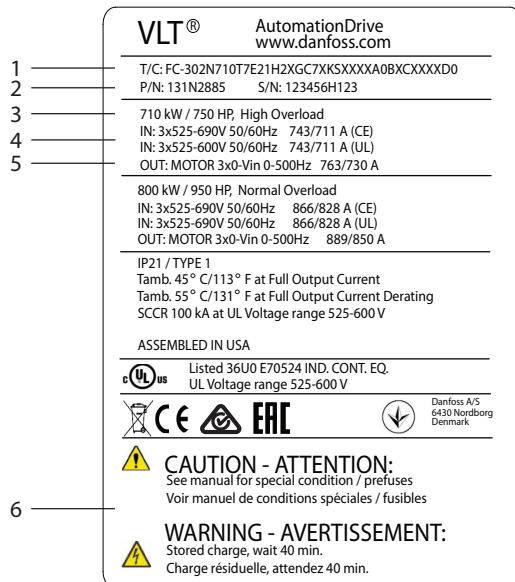 VLT® AutomationDrive
www.danfoss.com
1 T/C: FC-302N710T7E21H2XGC7XKSXXXXA0BXCXXXXD0
2 P/N: 131N2885 S/N: 123456H123
3 710 kW / 750 HP, High Overload
4 IN: 3x525-690V 50/60Hz 743/711 A (CE)
IN: 3x525-600V 50/60Hz 743/711 A (UL)
5 OUT: MOTOR 3x0-Vin 0-500Hz 763/730 A
800 kW / 950 HP, Normal Overload
IN: 3x525-690V 50/60Hz 866/828 A (CE)
IN: 3x525-690V 50/60Hz 866/828 A (UL)
OUT: MOTOR 3x0-Vin 0-500Hz 889/850 A
IP21 / TYPE 1
Tamb. 45° C/113° F at Full Output Current
Tamb. 55° C/131° F at Full Output Current Derating
SCCR 100 kA at UL Voltage range 525-600 V
ASSEMBLED IN USA
c UL us Listed 36U0 E70524 IND. CONT. EQ.
UL Voltage range 525-600 V
CE EAC
Danfoss A/S
6430 Nordborg
Denmark
CAUTION - ATTENTION:
See manual for special condition / prefuses
Voir manuel de conditions spéciales / fusibles
6
WARNING - AVERTISSEMENT:
Stored charge, wait 40 min.
Charge résiduelle, attendez 40 min.